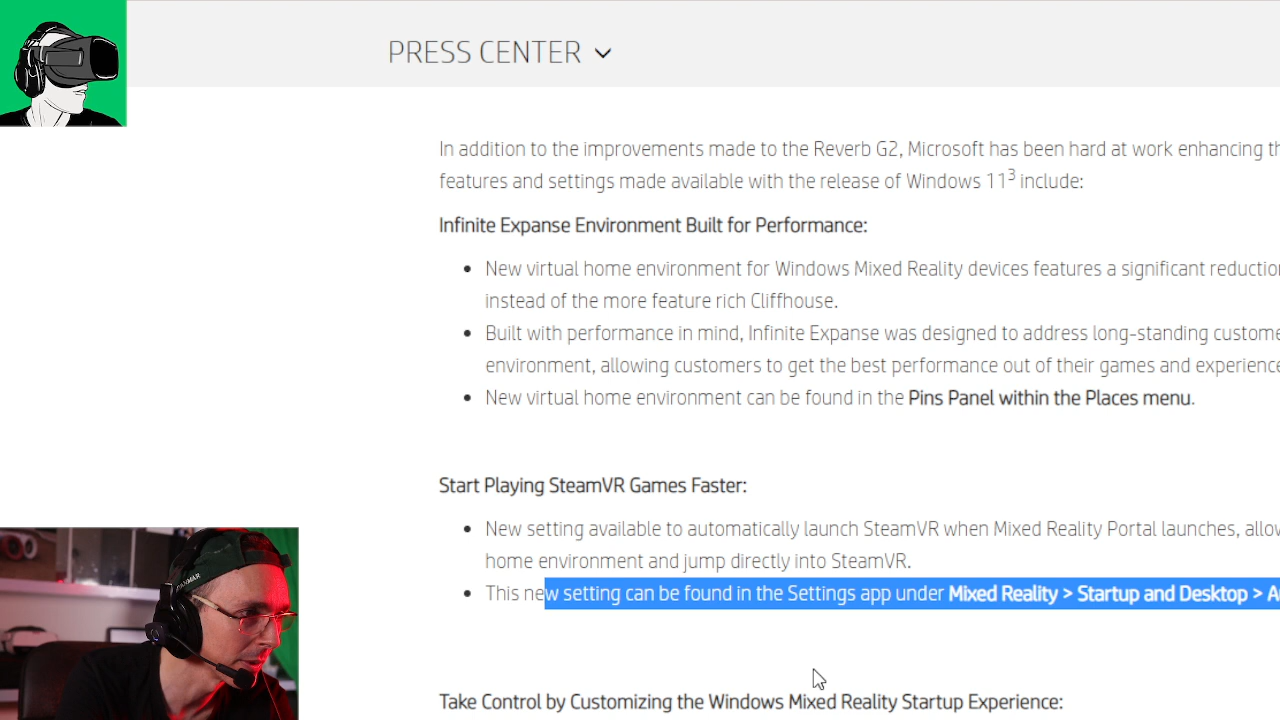 PRESS CENTER
In addition to the improvements made to the Reverb G2, Microsoft has been hard at work enhancing
features and settings made available with the release of Windows 11³ include:
Infinite Expanse Environment Built for Performance:
New virtual home environment for Windows Mixed Reality devices features a significant
instead of the more feature rich Cliffhouse.
Built with performance in mind, Infinite Expanse was designed to address long-standing
environment, allowing customers to get the best performance out of their games and
New virtual home environment can be found in the Pins Panel within the Places menu.
Start Playing SteamVR Games Faster:
New setting available to automatically launch SteamVR when Mixed Reality Portal launches,
home environment and jump directly into SteamVR.
This new setting can be found in the Settings app under Mixed Reality > Startup and Desktop >
Take Control by Customizing the Windows Mixed Reality Startup Experience: